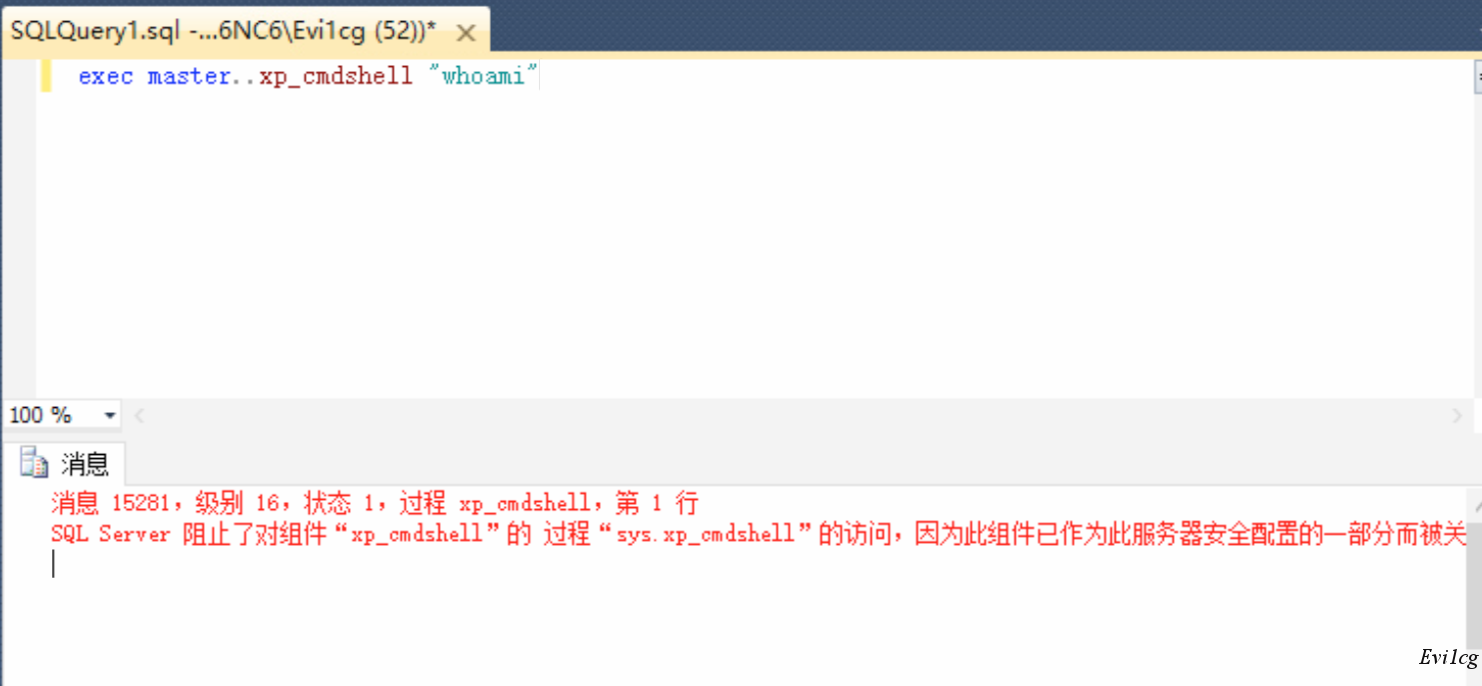 SQLQuery1.sql -...6NC6\Evi1cg (52))*
exec master..xp_cmdshell "whoami"
100 %
消息
消息 15281，级别 16，状态 1，过程 xp_cmdshell，第 1 行
SQL Server 阻止了对组件“xp_cmdshell”的 过程“sys.xp_cmdshell”的访问，因为此组件已作为此服务器安全配置的一部分而被关
Evi1cg